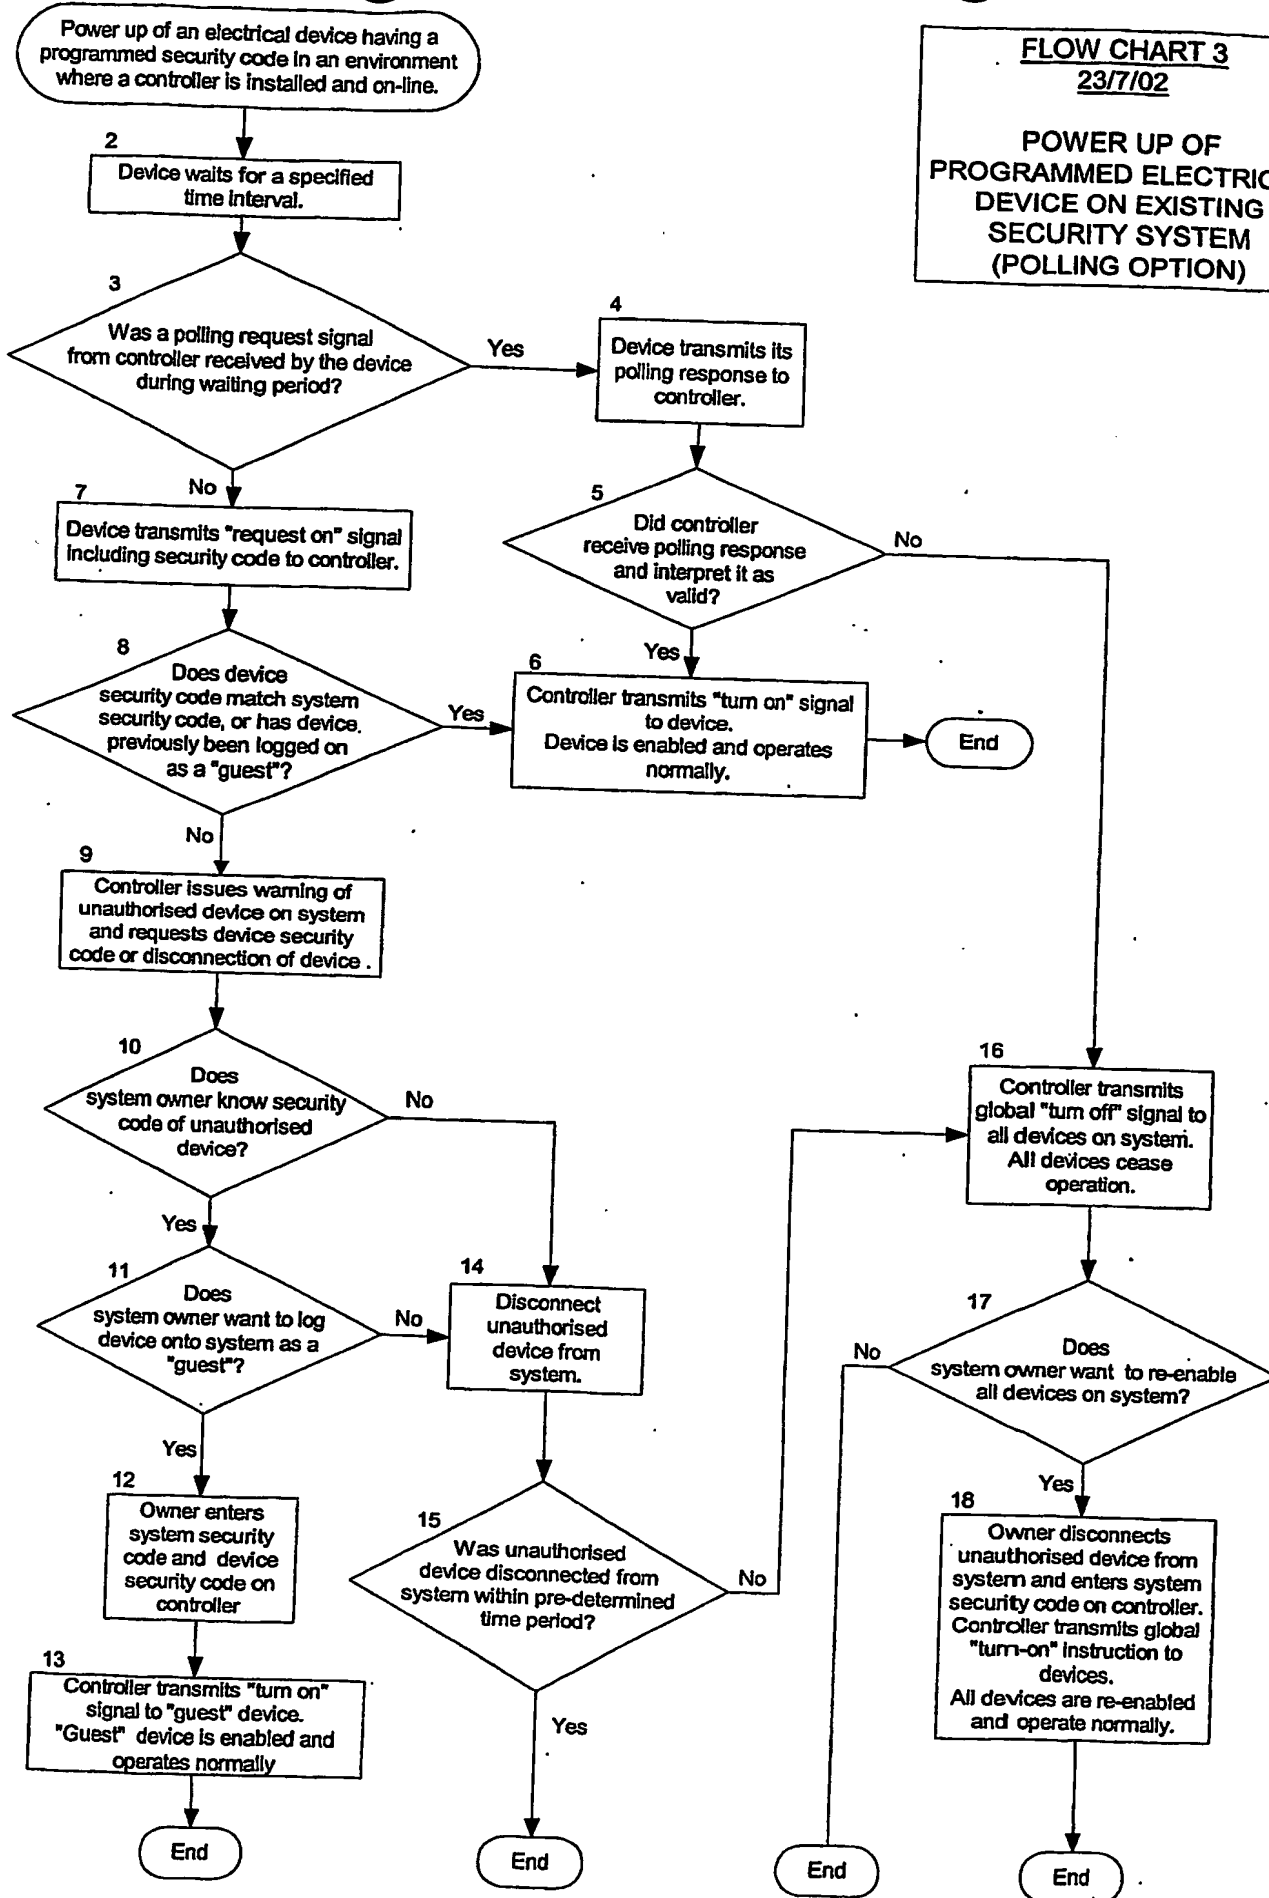 Power up of an electrical device having a
programmed security code in an environment
where a controller is installed and on-line.
FLOW CHART 3
23/7/02
POWER UP OF
PROGRAMMED ELECTRIC
DEVICE ON EXISTING
SECURITY SYSTEM
(POLLING OPTION)
2
Device waits for a specified
time interval.
3
Was a polling request signal
from controller received by the device
during waiting period?
Yes
4
Device transmits its
polling response to
controller.
No
7
Device transmits "request on" signal
including security code to controller.
5
Did controller
receive polling response
and interpret it as
valid?
No
Yes
8
Does device
security code match system
security code, or has device.
previously been logged on
as a "guest"?
Yes
6
Controller transmits "turn on" signal
to device.
Device is enabled and operates
normally.
End
No
9
Controller issues warning of
unauthorised device on system
and requests device security
code or disconnection of device .
10
Does
system owner know security
code of unauthorised
device?
No
Yes
11
Does
system owner want to log
device onto system as a
"guest"?
No
14
Disconnect
unauthorised
device from
system.
16
Controller transmits
global "turn off" signal to
all devices on system.
All devices cease
operation.
17
Does
system owner want to re-enable
all devices on system?
No
Yes
Yes
12
Owner enters
system security
code and device
security code on
controller
15
Was unauthorised
device disconnected from
system within pre-determined
time period?
No
Yes
18
Owner disconnects
unauthorised device from
system and enters system
security code on controller.
Controller transmits global
"turn-on" instruction to
devices.
All devices are re-enabled
and operate normally.
13
Controller transmits "turn on"
signal to "guest" device.
"Guest" device is enabled and
operates normally
End
End
End
End